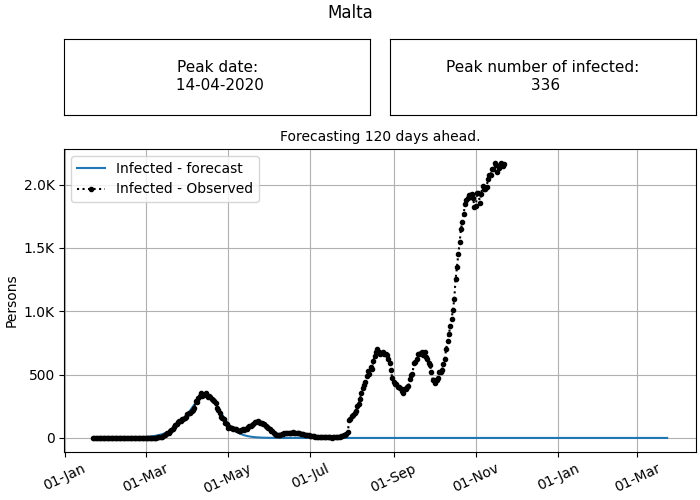 Malta
Peak date:
14-04-2020
Peak number of infected:
336
Forecasting 120 days ahead.
Infected - forecast
Infected - Observed
Persons
2.0K
1.5K
1.0K
500
0
01-Jan
01-Mar
01-May
01-Jul
01-Sep
01-Nov
01-Jan
01-Mar